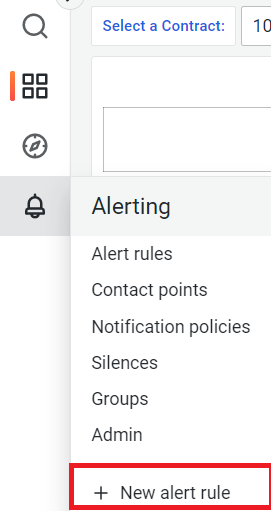 Select a Contract:
10
Alerting
Alert rules
Contact points
Notification policies
Silences
Groups
Admin
+ New alert rule